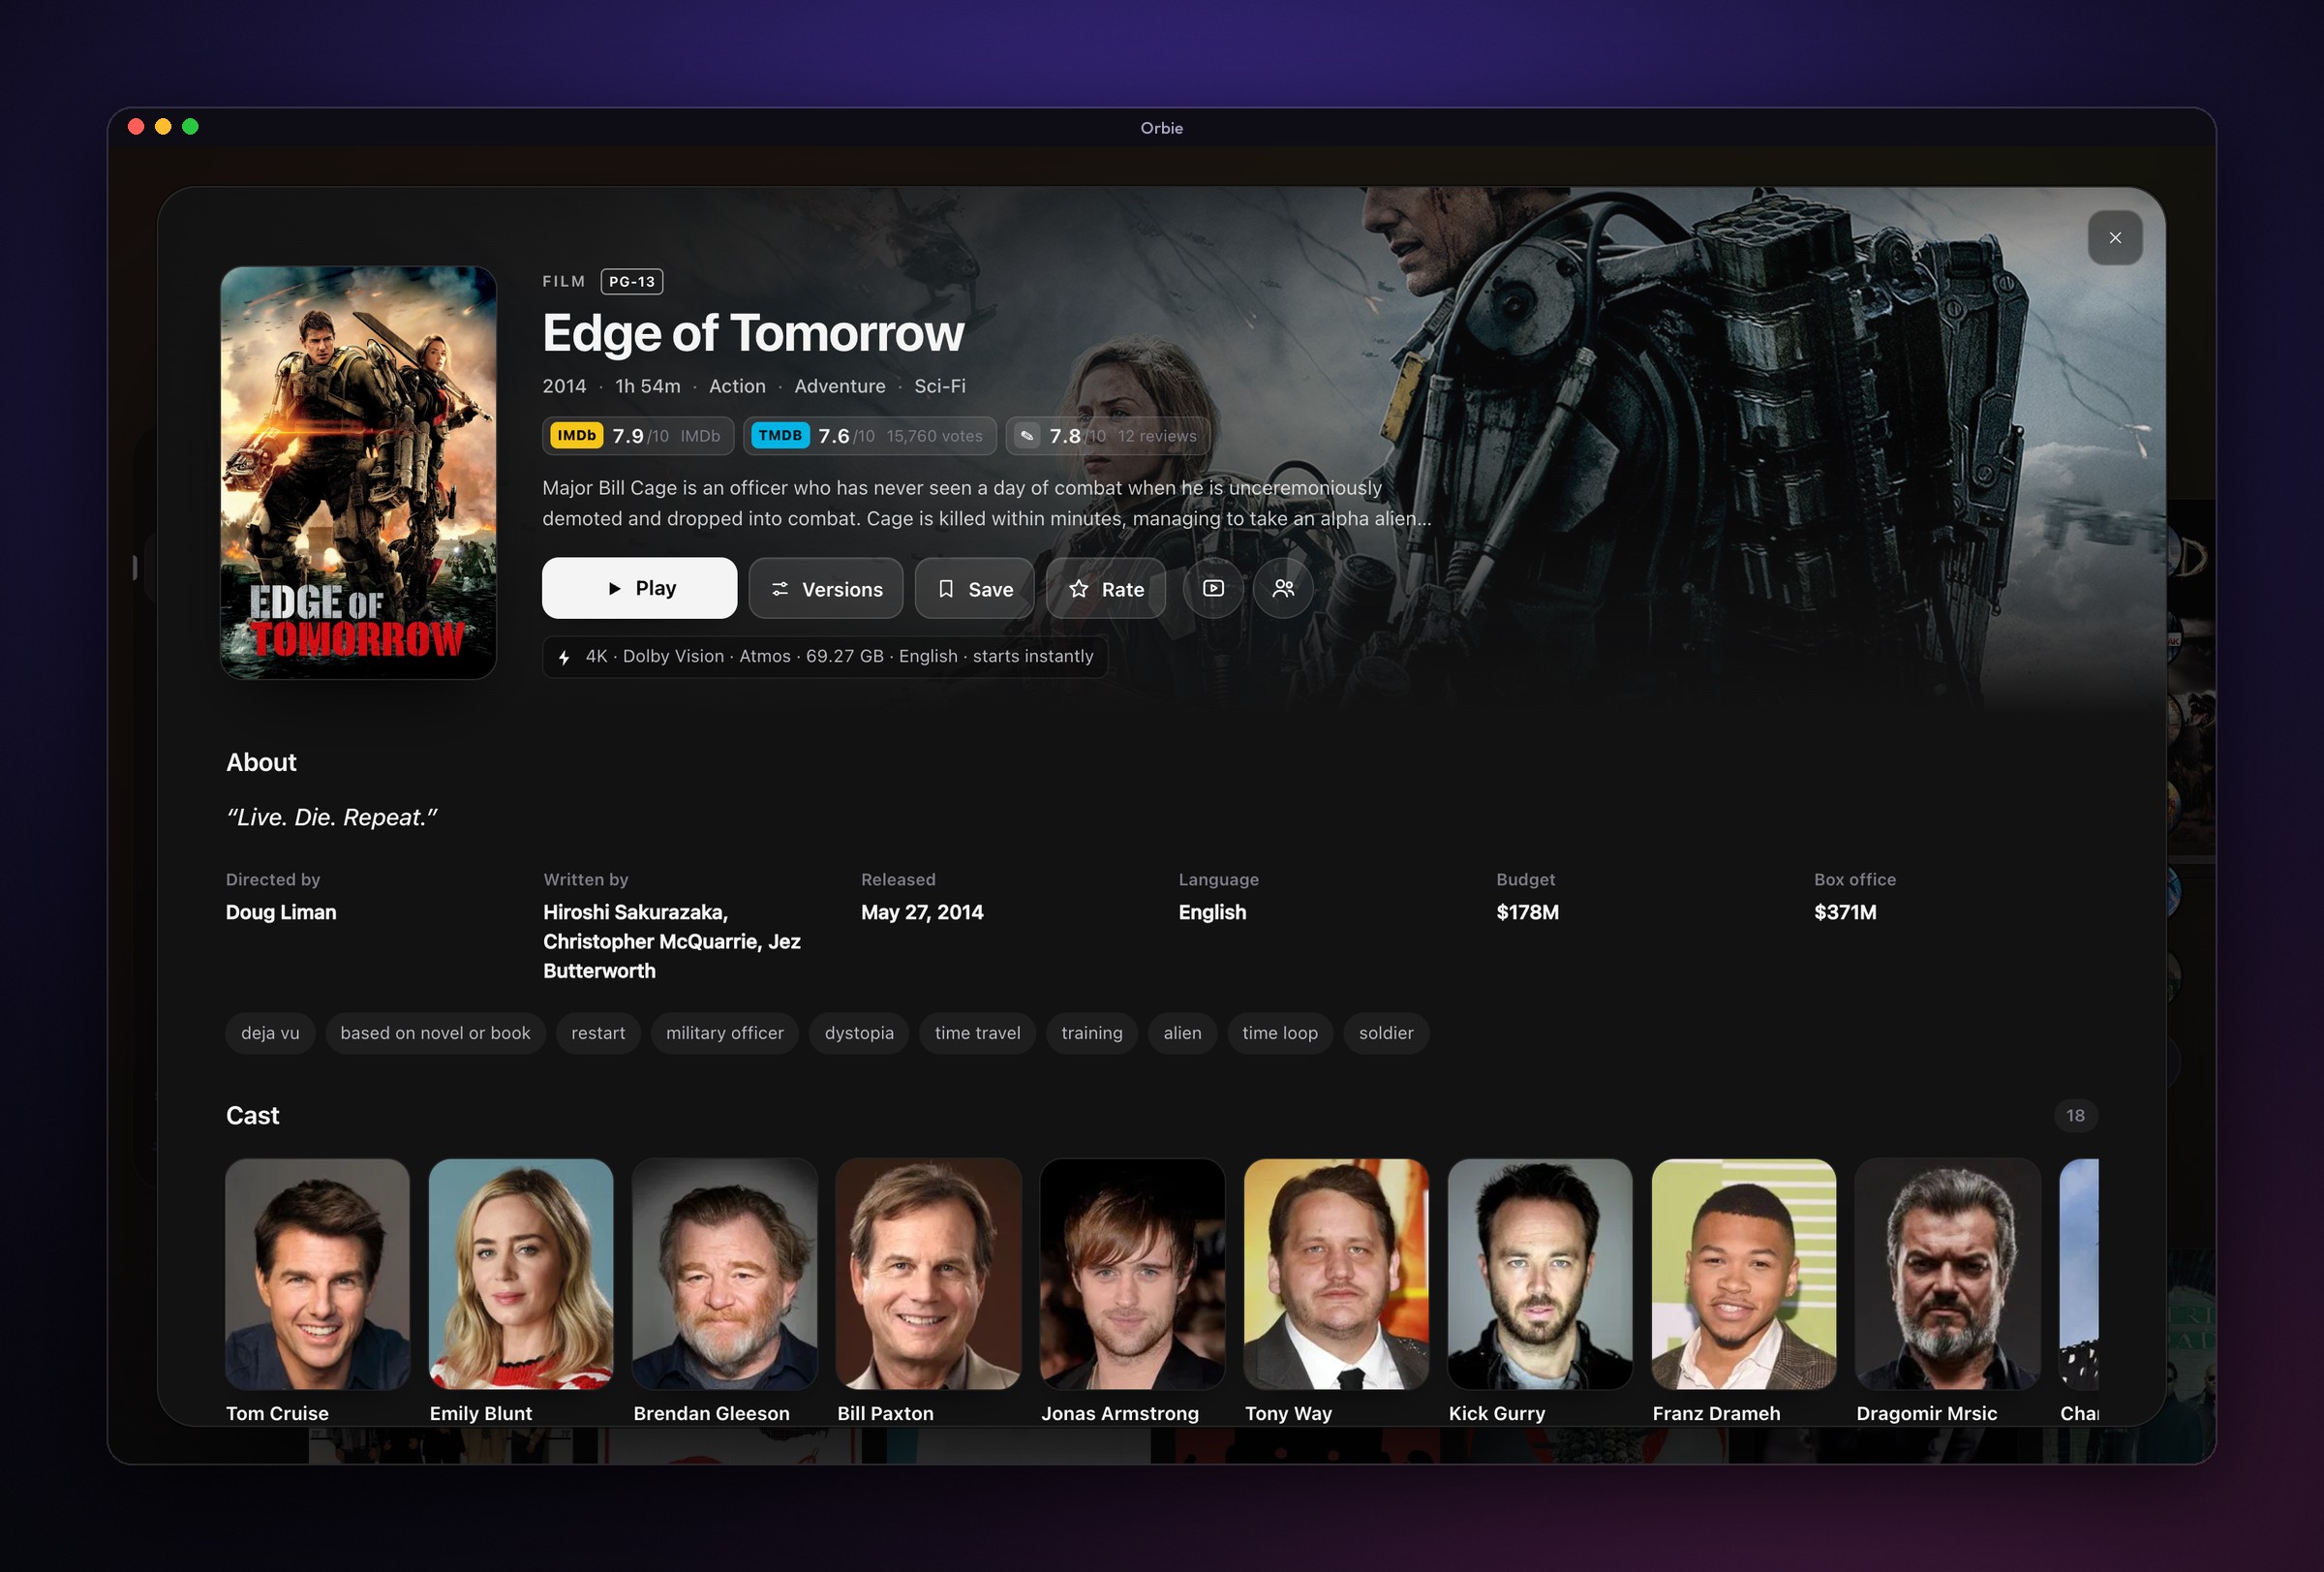 Orbie
FILM PG-13
Edge of Tomorrow
2014 · 1h 54m · Action · Adventure · Sci-Fi
IMDb 7.9/10 IMDb TMDB 7.6/10 15,760 votes 7.8/10 12 reviews
Major Bill Cage is an officer who has never seen a day of combat when he is unceremoniously
demoted and dropped into combat. Cage is killed within minutes, managing to take an alpha alien...
Play Versions Save Rate
4K · Dolby Vision · Atmos · 69.27 GB · English · starts instantly
EDGE OF
TOMORROW
About
“Live. Die. Repeat.”
Directed by
Doug Liman
Written by
Hiroshi Sakurazaka,
Christopher McQuarrie, Jez
Butterworth
Released
May 27, 2014
Language
English
Budget
$178M
Box office
$371M
deja vu based on novel or book restart military officer dystopia time travel training alien time loop soldier
Cast 18
Tom Cruise Emily Blunt Brendan Gleeson Bill Paxton Jonas Armstrong Tony Way Kick Gurry Franz Drameh Dragomir Mrsic